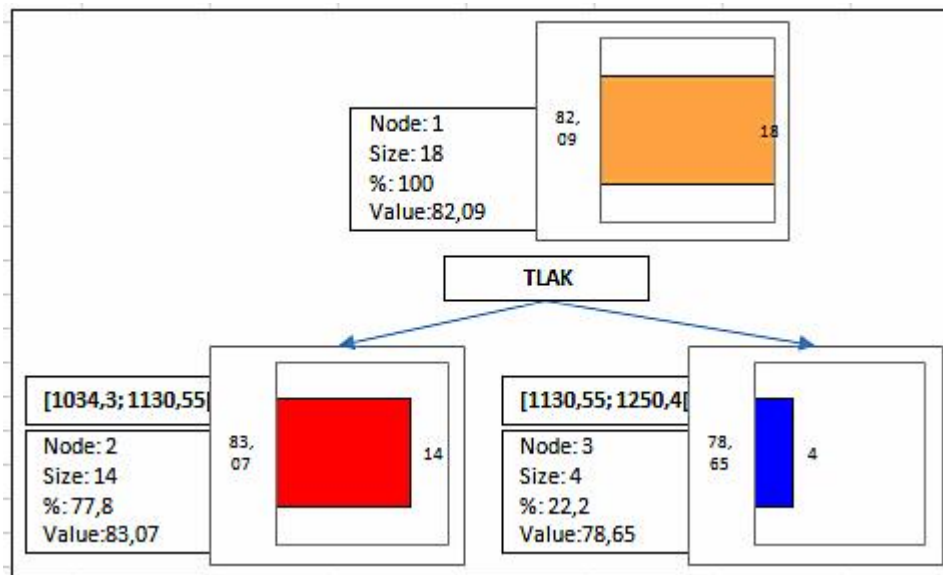 Node: 1
Size: 18
%: 100
Value:82,09
82,
09
18
TLAK
[1034,3; 1130,55[
Node: 2
Size: 14
%: 77,8
Value:83,07
83,
07
14
[1130,55; 1250,4[
Node: 3
Size: 4
%: 22,2
Value:78,65
78,
65
4